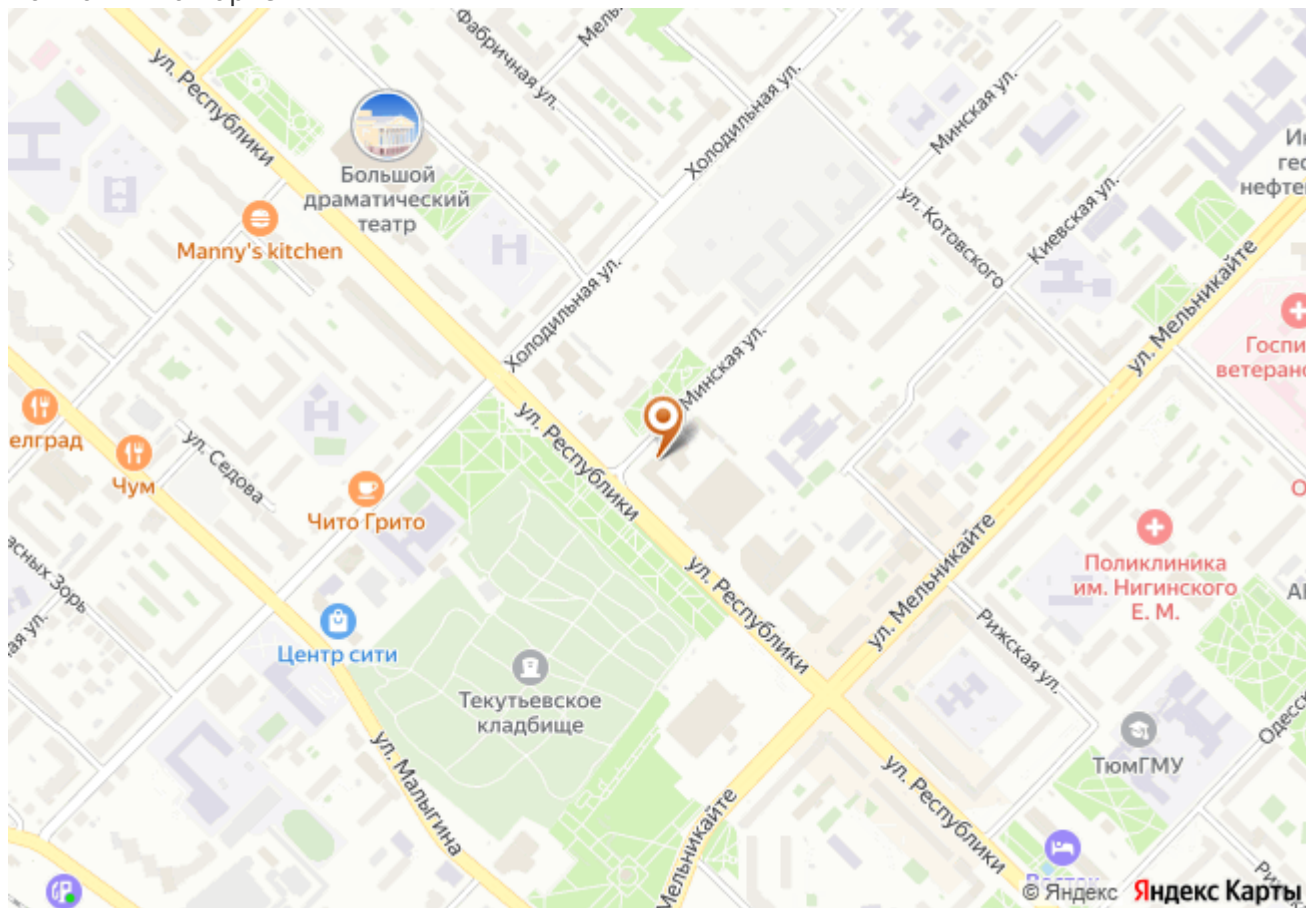 Фабричная ул.
ул. Республики
Холодильная ул.
Минская ул.
Большой
драматический
театр
ул. Котовского
Киевская ул.
Manny's kitchen
ул. Мельникайте
Холодильная ул.
Минская ул.
Госпи
ветерано
елград
ул. Седова
Чум
ул. Республики
Чито Грито
Поликлиника
им. Нигинского
Е. М.
ул. Мельникайте
ул. Республики
Рижская ул.
Центр сити
Текутьевское
кладбище
ТюмГМУ
ул. Малыгина
ул. Республики
Мельникайте
© Яндекс Яндекс Карты